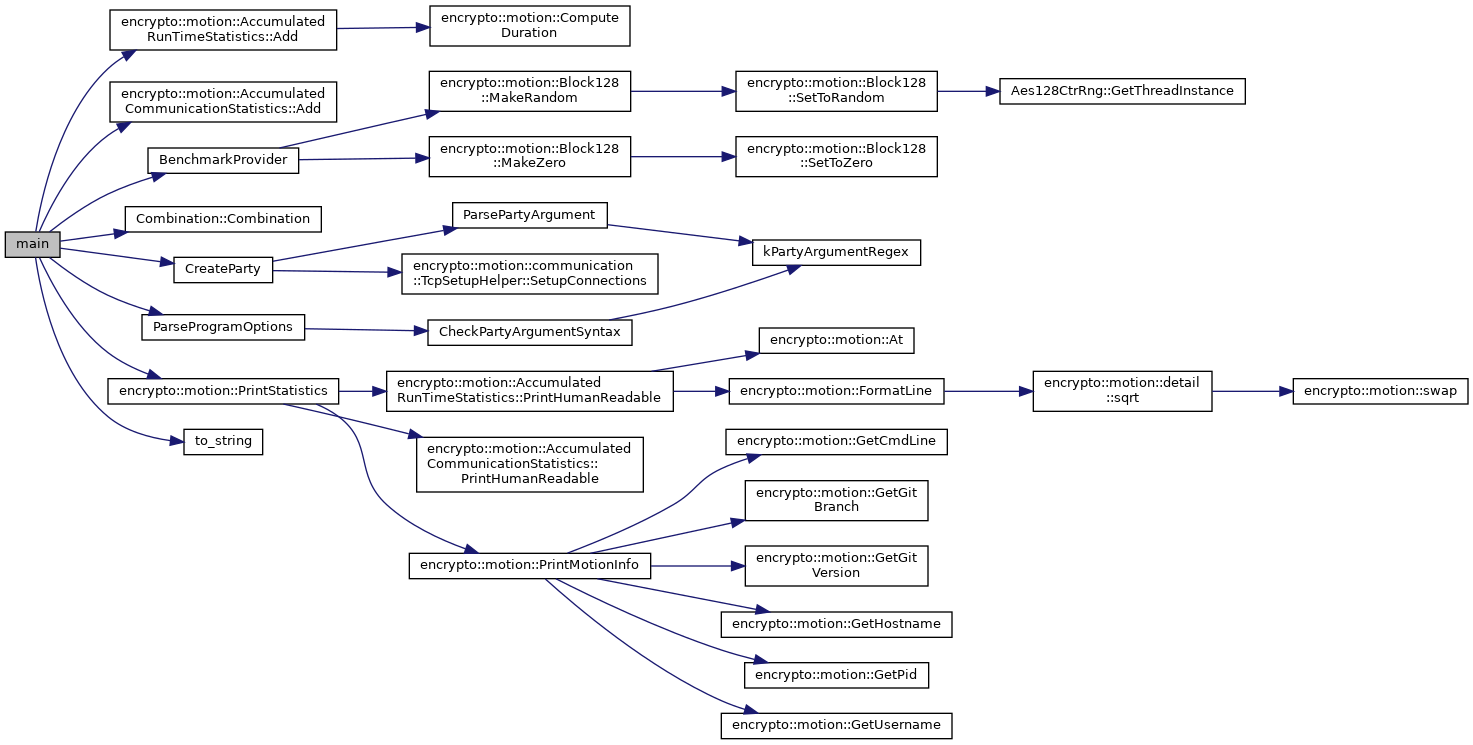 main
encrypto::motion::Accumulated
RunTimeStatistics::Add
encrypto::motion::Compute
Duration
encrypto::motion::Accumulated
CommunicationStatistics::Add
BenchmarkProvider
encrypto::motion::Block128
::MakeRandom
encrypto::motion::Block128
::SetToRandom
Aes128CtrRng::GetThreadInstance
encrypto::motion::Block128
::MakeZero
encrypto::motion::Block128
::SetToZero
Combination::Combination
CreateParty
ParsePartyArgument
kPartyArgumentRegex
encrypto::motion::communication
::TcpSetupHelper::SetupConnections
ParseProgramOptions
CheckPartyArgumentSyntax
encrypto::motion::PrintStatistics
encrypto::motion::Accumulated
RunTimeStatistics::PrintHumanReadable
encrypto::motion::At
encrypto::motion::FormatLine
encrypto::motion::detail
::sqrt
encrypto::motion::swap
encrypto::motion::Accumulated
CommunicationStatistics::
PrintHumanReadable
encrypto::motion::PrintMotionInfo
encrypto::motion::GetCmdLine
encrypto::motion::GetGit
Branch
encrypto::motion::GetGit
Version
encrypto::motion::GetHostname
encrypto::motion::GetPid
encrypto::motion::GetUsername
to_string